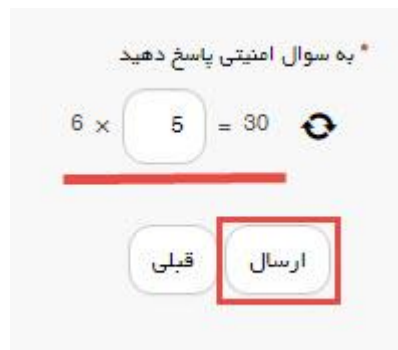 * به سوال امنیتی پاسخ دهید
6 × 5 = 30
ارسال
قبلی